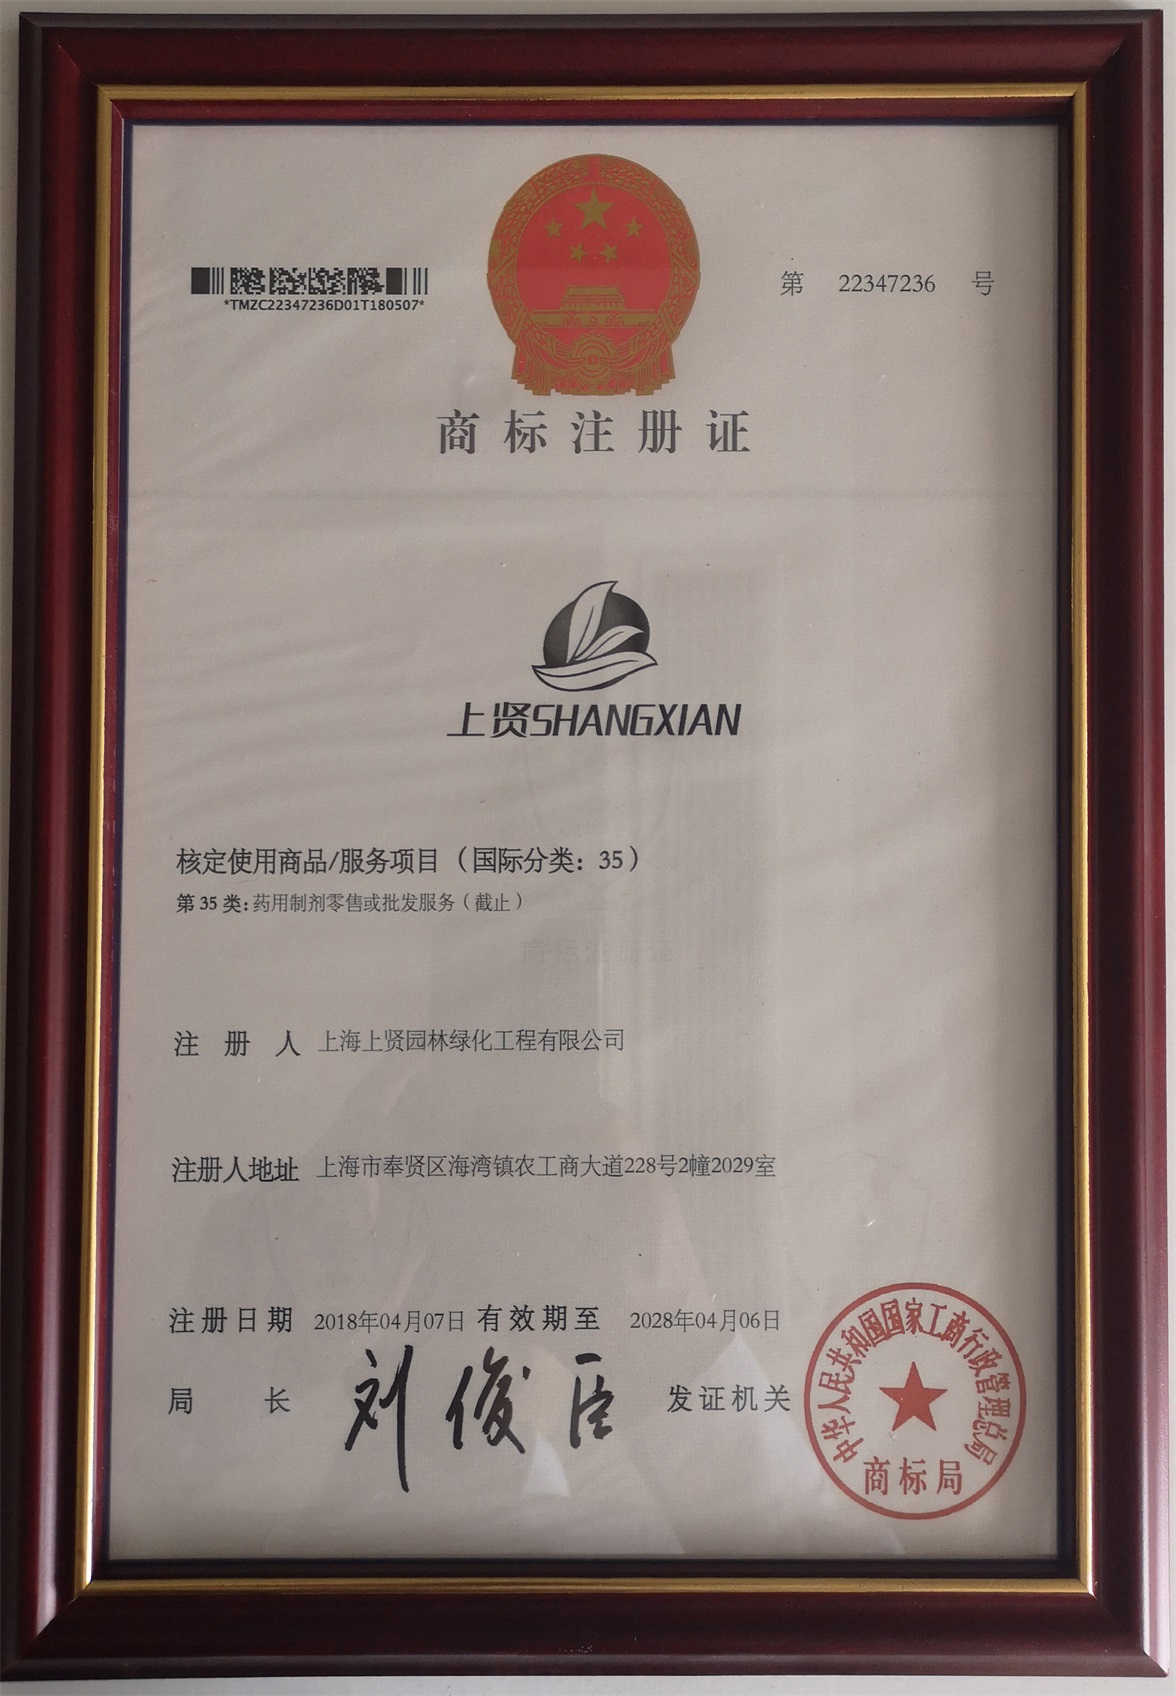 *TMZC22347236D01T180507*
第 22347236 号
商标注册证
上贤SHANGXIAN
核定使用商品/服务项目（国际分类：35）
第 35 类：药用制剂零售或批发服务（截止）
注 册 人 上海上贤园林绿化工程有限公司
注册人地址 上海市奉贤区海湾镇农工商大道228号2幢2029室
注册日期 2018年04月07日 有效期至 2028年04月06日
局 长 刘俊臣 发证机关
中华人民共和国国家工商行政管理总局
商标局